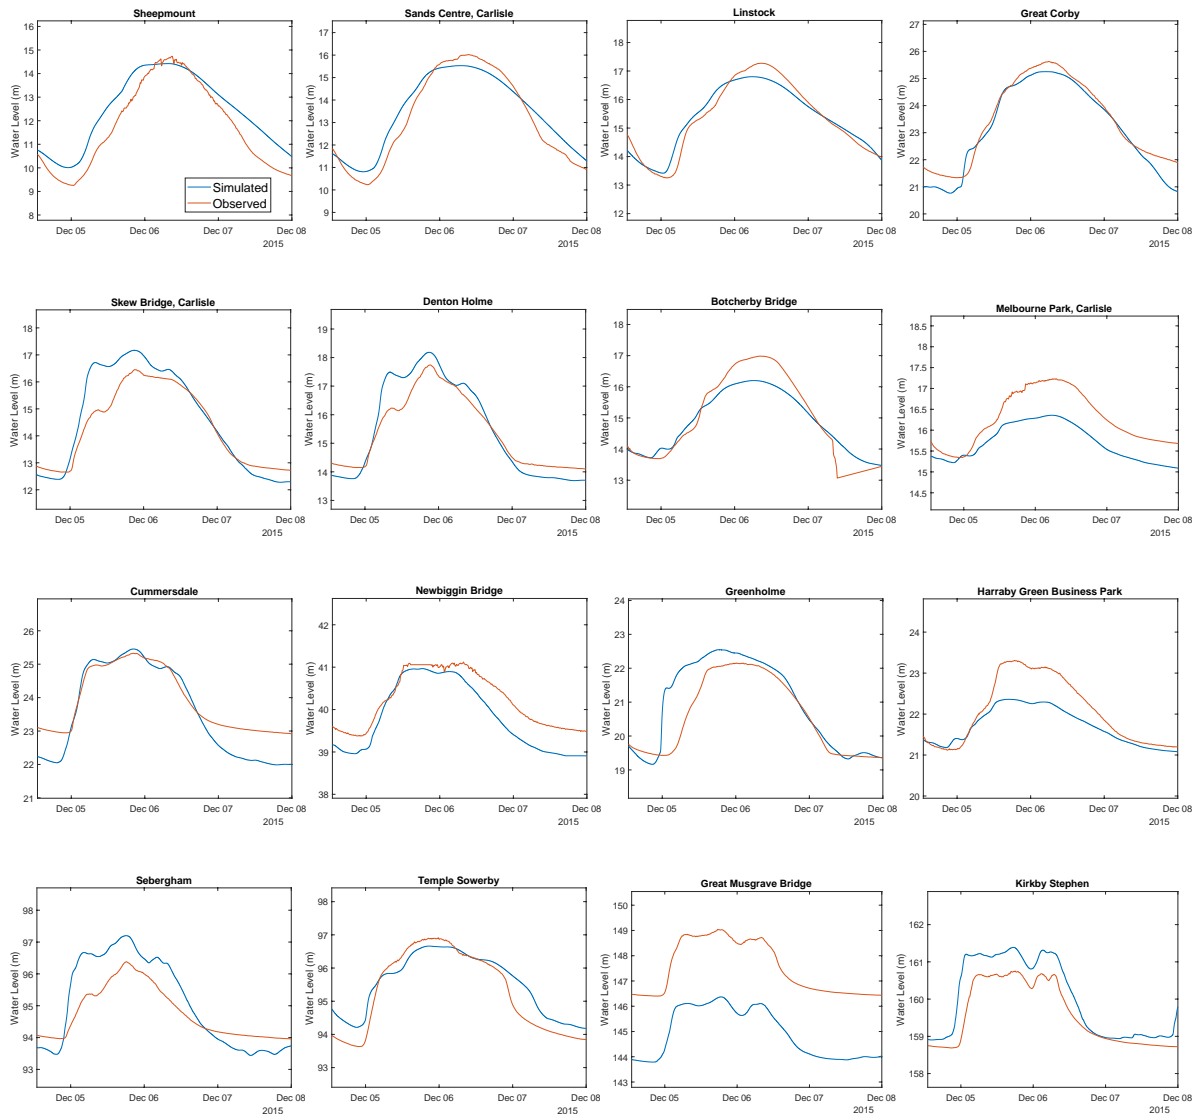 Sheepmount
Water Level (m)
16
15
14
13
12
11
10
9
8
Simulated
Observed
Dec 05
Dec 06
Dec 07
Dec 08
2015
Sands Centre, Carlisle
17
16
15
14
13
12
11
10
9
Dec 05
Dec 06
Dec 07
Dec 08
2015
Linstock
Water Level (m)
18
17
16
15
14
13
12
Dec 05
Dec 06
Dec 07
Dec 08
2015
Great Corby
Water Level (m)
27
26
25
24
23
22
21
20
Dec 05
Dec 06
Dec 07
Dec 08
2015
Skew Bridge, Carlisle
Water Level (m)
18
17
16
15
14
13
12
Dec 05
Dec 06
Dec 07
Dec 08
2015
Denton Holme
Water Level (m)
19
18
17
16
15
14
13
Dec 05
Dec 06
Dec 07
Dec 08
2015
Botcherby Bridge
Water Level (m)
18
17
16
15
14
13
Dec 05
Dec 06
Dec 07
Dec 08
2015
Melbourne Park, Carlisle
Water Level (m)
18.5
18
17.5
17
16.5
16
15.5
15
14.5
Dec 05
Dec 06
Dec 07
Dec 08
2015
Cummersdale
Water Level (m)
26
25
24
23
22
21
Dec 05
Dec 06
Dec 07
Dec 08
2015
Newbiggin Bridge
Water Level (m)
42
41
40
39
38
Dec 05
Dec 06
Dec 07
Dec 08
2015
Greenholme
Water Level (m)
24
23
22
21
20
19
Dec 05
Dec 06
Dec 07
Dec 08
2015
Harraby Green Business Park
Water Level (m)
24
23
22
21
20
Dec 05
Dec 06
Dec 07
Dec 08
2015
Sebergham
Water Level (m)
98
97
96
95
94
93
Dec 05
Dec 06
Dec 07
Dec 08
2015
Temple Sowerby
Water Level (m)
98
97
96
95
94
93
Dec 05
Dec 06
Dec 07
Dec 08
2015
Great Musgrave Bridge
Water Level (m)
150
149
148
147
146
145
144
143
Dec 05
Dec 06
Dec 07
Dec 08
2015
Kirkby Stephen
Water Level (m)
162
161
160
159
158
Dec 05
Dec 06
Dec 07
Dec 08
2015